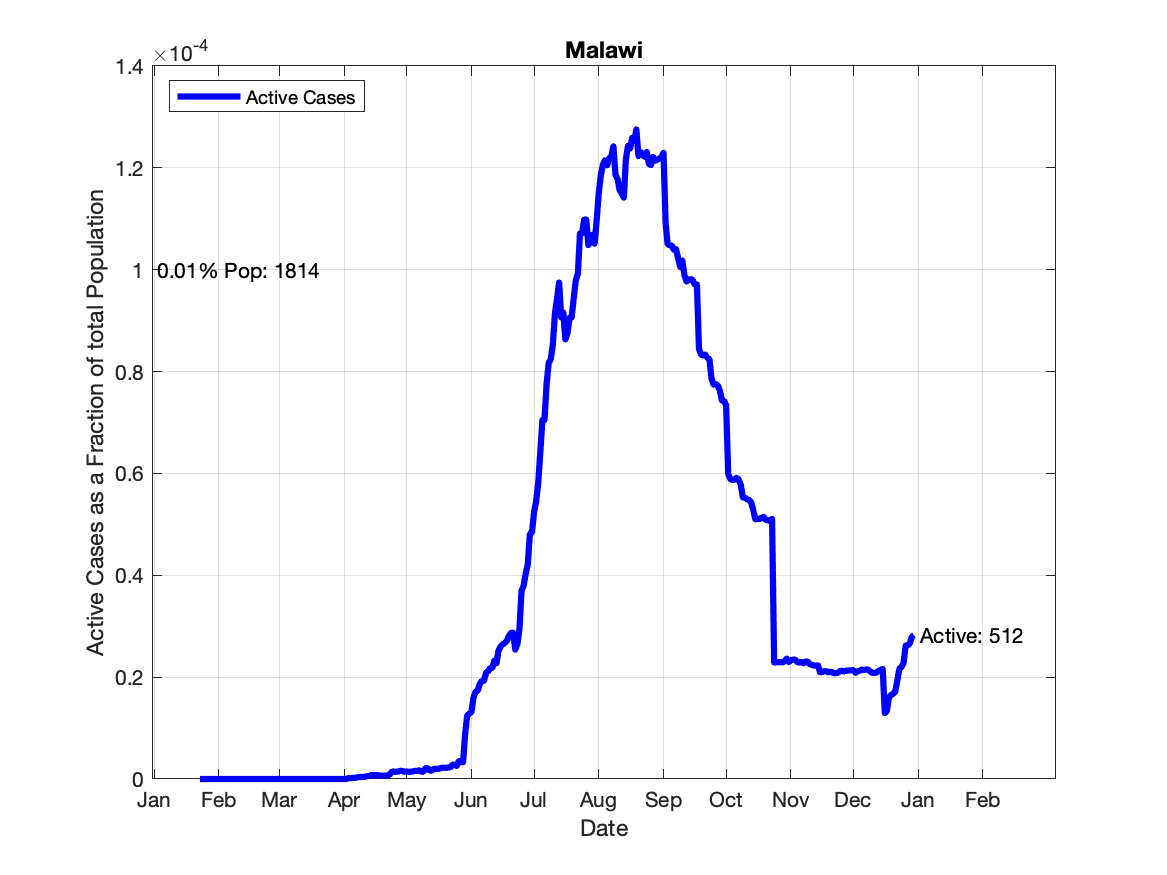 Malawi
×10-4
Active Cases
1.4
1.2
1
0.8
0.6
0.4
0.2
0
Active Cases as a Fraction of total Population
0.01% Pop: 1814
Active: 512
Jan Feb Mar Apr May Jun Jul Aug Sep Oct Nov Dec Jan Feb
Date